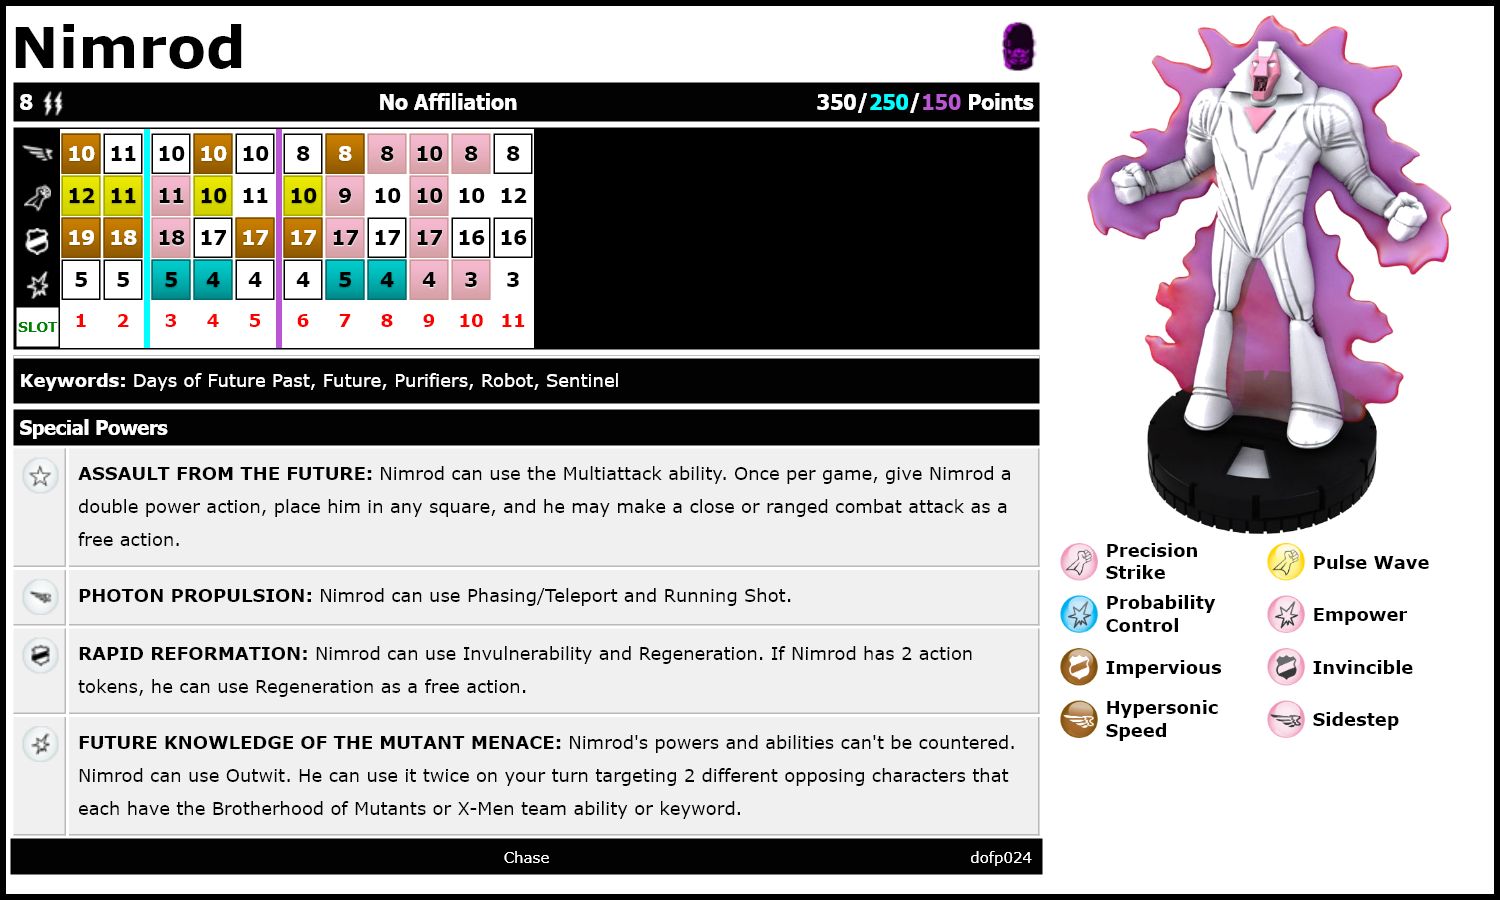 Nimrod
8 No Affiliation 350/250/150 Points
10 11 10 10 10 8 8 8 10 8 8
12 11 11 10 11 10 9 10 10 10 12
19 18 18 17 17 17 17 17 17 16 16
5 5 5 4 4 4 5 4 4 3 3
SLOT 1 2 3 4 5 6 7 8 9 10 11
Keywords: Days of Future Past, Future, Purifiers, Robot, Sentinel
Special Powers
ASSAULT FROM THE FUTURE: Nimrod can use the Multiattack ability. Once per game, give Nimrod a
double power action, place him in any square, and he may make a close or ranged combat attack as a
free action.
PHOTON PROPULSION: Nimrod can use Phasing/Teleport and Running Shot.
RAPID REFORMATION: Nimrod can use Invulnerability and Regeneration. If Nimrod has 2 action
tokens, he can use Regeneration as a free action.
FUTURE KNOWLEDGE OF THE MUTANT MENACE: Nimrod's powers and abilities can't be countered.
Nimrod can use Outwit. He can use it twice on your turn targeting 2 different opposing characters that
each have the Brotherhood of Mutants or X-Men team ability or keyword.
Chase dofp024
Precision
Strike
Pulse Wave
Probability
Control
Empower
Impervious
Invincible
Hypersonic
Speed
Sidestep